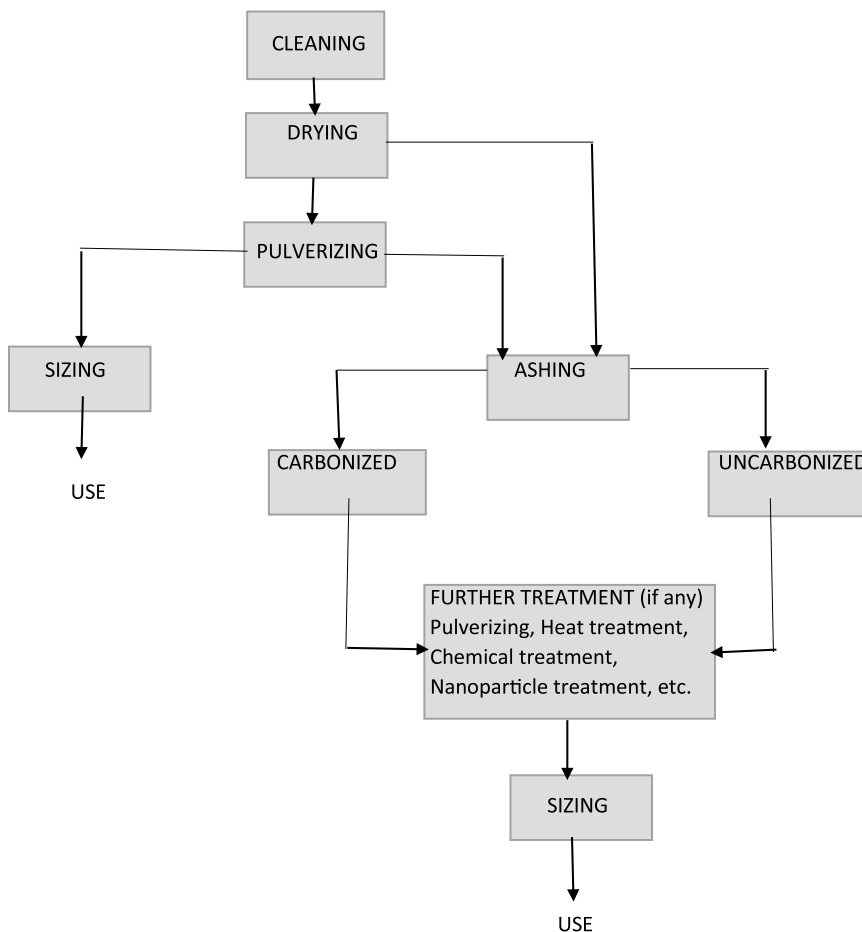 CLEANING
DRYING
PULVERIZING
SIZING
ASHING
USE
CARBONIZED
UNCARBONIZED
FURTHER TREATMENT (if any)
Pulverizing, Heat treatment,
Chemical treatment,
Nanoparticle treatment, etc.
SIZING
USE